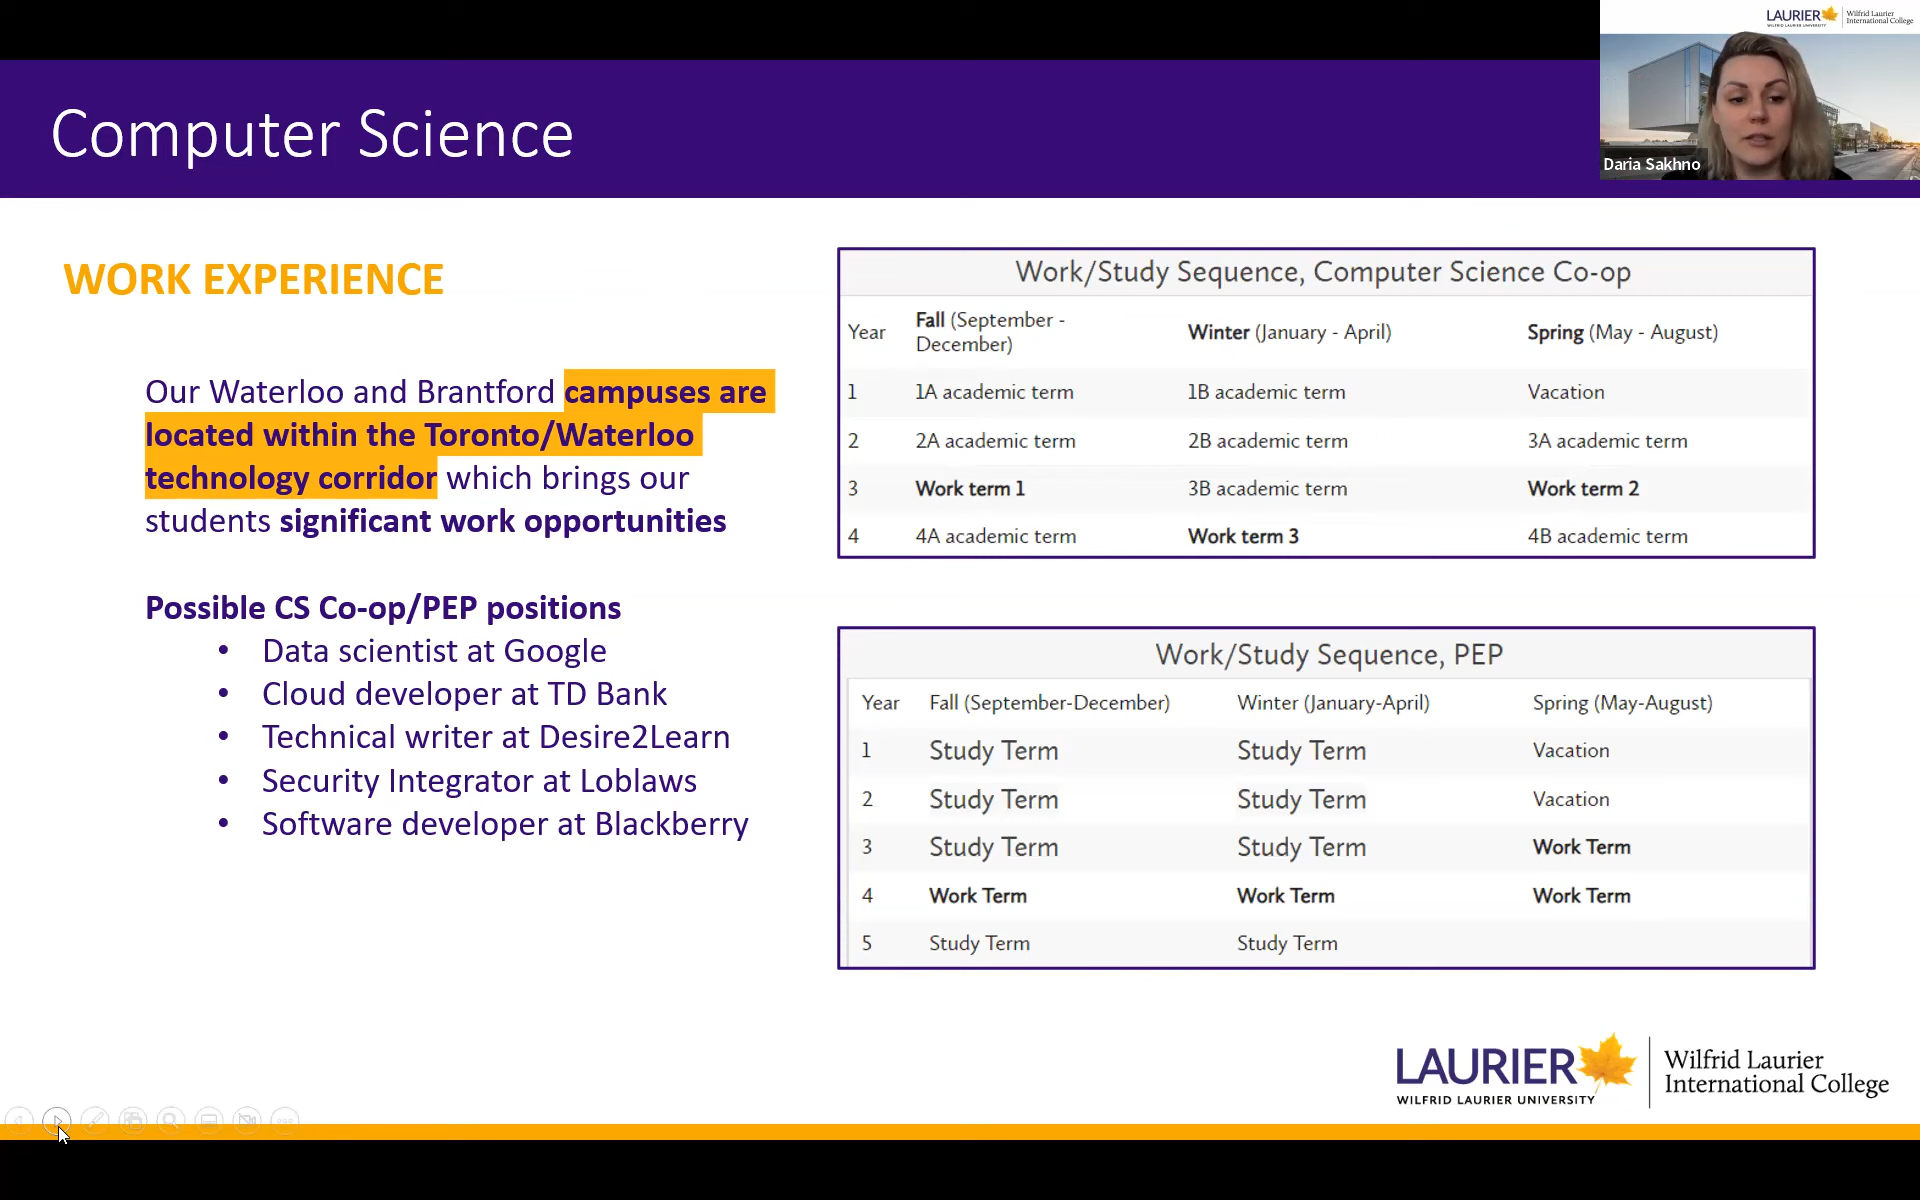 LAURIER
WILFRID LAURIER UNIVERSITY
Wilfrid Laurier
International College
Computer Science
Daria Sakhno
WORK EXPERIENCE
Our Waterloo and Brantford campuses are
located within the Toronto/Waterloo
technology corridor which brings our
students significant work opportunities
Possible CS Co-op/PEP positions
• Data scientist at Google
• Cloud developer at TD Bank
• Technical writer at Desire2Learn
• Security Integrator at Loblaws
• Software developer at Blackberry
Work/Study Sequence, Computer Science Co-op
Year Fall (September - December) Winter (January - April) Spring (May - August)
1 1A academic term 1B academic term Vacation
2 2A academic term 2B academic term 3A academic term
3 Work term 1 3B academic term Work term 2
4 4A academic term Work term 3 4B academic term
Work/Study Sequence, PEP
Year Fall (September-December) Winter (January-April) Spring (May-August)
1 Study Term Study Term Vacation
2 Study Term Study Term Vacation
3 Study Term Study Term Work Term
4 Work Term Work Term Work Term
5 Study Term Study Term
LAURIER
WILFRID LAURIER UNIVERSITY
Wilfrid Laurier
International College